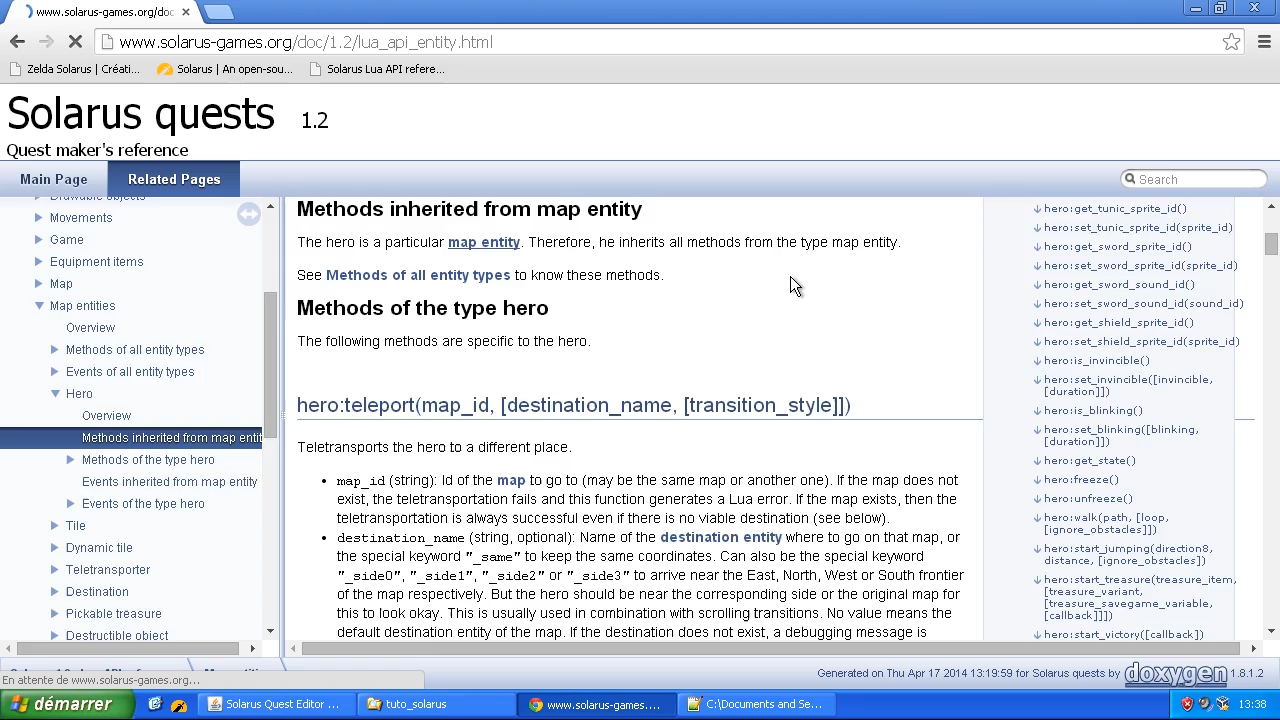 www.solarus-games.org/doc
www.solarus-games.org/doc/1.2/lua_api_entity.html
Zelda Solarus | Créati...
Solarus | An open-sou...
Solarus Lua API refere...
Solarus quests 1.2
Quest maker's reference
Main Page
Related Pages
Search
Drawable objects
Movements
Game
Equipment items
Map
Map entities
Overview
Methods of all entity types
Events of all entity types
Hero
Overview
Methods inherited from map entit
Methods of the type hero
Events inherited from map entity
Events of the type hero
Tile
Dynamic tile
Teletransporter
Destination
Pickable treasure
Destructible object
Methods inherited from map entity
The hero is a particular map entity. Therefore, he inherits all methods from the type map entity.
See Methods of all entity types to know these methods.
Methods of the type hero
The following methods are specific to the hero.
hero:teleport(map_id, [destination_name, [transition_style]])
Teletransports the hero to a different place.
• map_id (string): Id of the map to go to (may be the same map or another one). If the map does not
exist, the teletransportation fails and this function generates a Lua error. If the map exists, then the
teletransportation is always successful even if there is no viable destination (see below).
• destination_name (string, optional): Name of the destination entity where to go on that map, or
the special keyword "_same" to keep the same coordinates. Can also be the special keyword
"_side0", "_side1", "_side2" or "_side3" to arrive near the East, North, West or South frontier
of the map respectively. But the hero should be near the corresponding side or the original map for
this to look okay. This is usually used in combination with scrolling transitions. No value means the
default destination entity of the map. If the destination does not exist, a debugging message is
hero:get_tunic_sprite_id()
hero:set_tunic_sprite_id(sprite_id)
hero:get_sword_sprite_id()
hero:set_sword_sprite_id(sprite_id)
hero:get_sword_sound_id()
hero:set_sword_sound_id(sound_id)
hero:get_shield_sprite_id()
hero:set_shield_sprite_id(sprite_id)
hero:is_invincible()
hero:set_invincible([invincible,
[duration]])
hero:is_blinking()
hero:set_blinking([blinking,
[duration]])
hero:get_state()
hero:freeze()
hero:unfreeze()
hero:walk(path, [loop,
[ignore_obstacles]])
hero:start_jumping(direction8,
distance, [ignore_obstacles])
hero:start_treasure(treasure_item,
[treasure_variant,
[treasure_savegame_variable,
[callback]]])
hero:start_victory([callback])
En attente de www.solarus-games.org...
Generated on Thu Apr 17 2014 13:19:59 for Solarus quests by doxygen 1.8.1.2
démarrer
Solarus Quest Editor ...
tuto_solarus
www.solarus-games....
C:\Documents and Se...
13:38